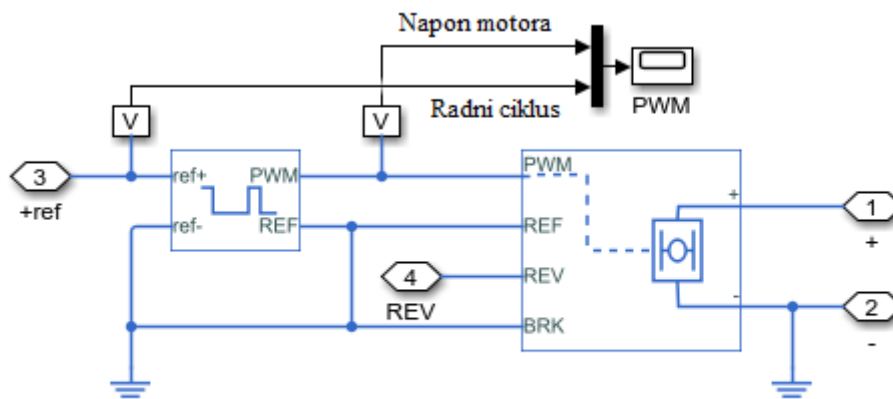 Napon motora
Radni ciklus
PWM
V
V
3
+ref
ref+
PWM
ref-
REF
4
REV
PWM
REF
REV
BRK
+
-
1
+
2
-